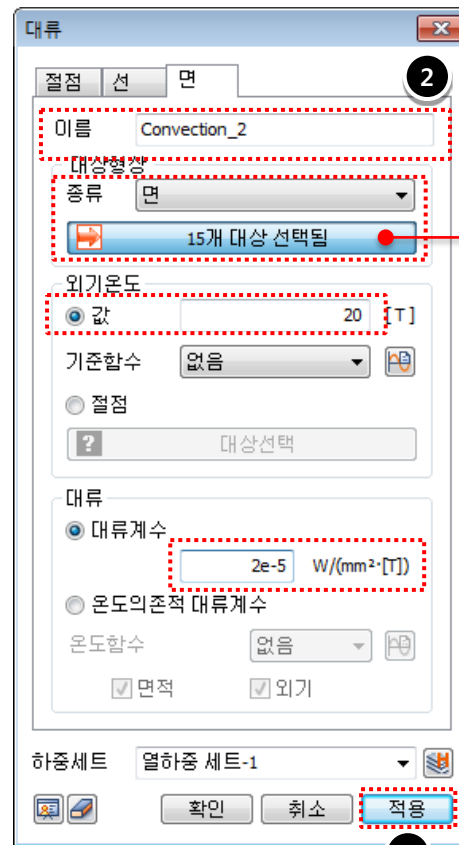 대류
절점 선 면
2
이름 Convection_2
대상형상
종류 면
15개 대상 선택됨
외기온도
값 20 [T]
기준함수 없음
절점
? 대상선택
대류
대류계수
2e-5 W/(mm²·[T])
온도의존적 대류계수
온도함수 없음
면적 외기
하중세트 열하중 세트-1
확인 취소 적용